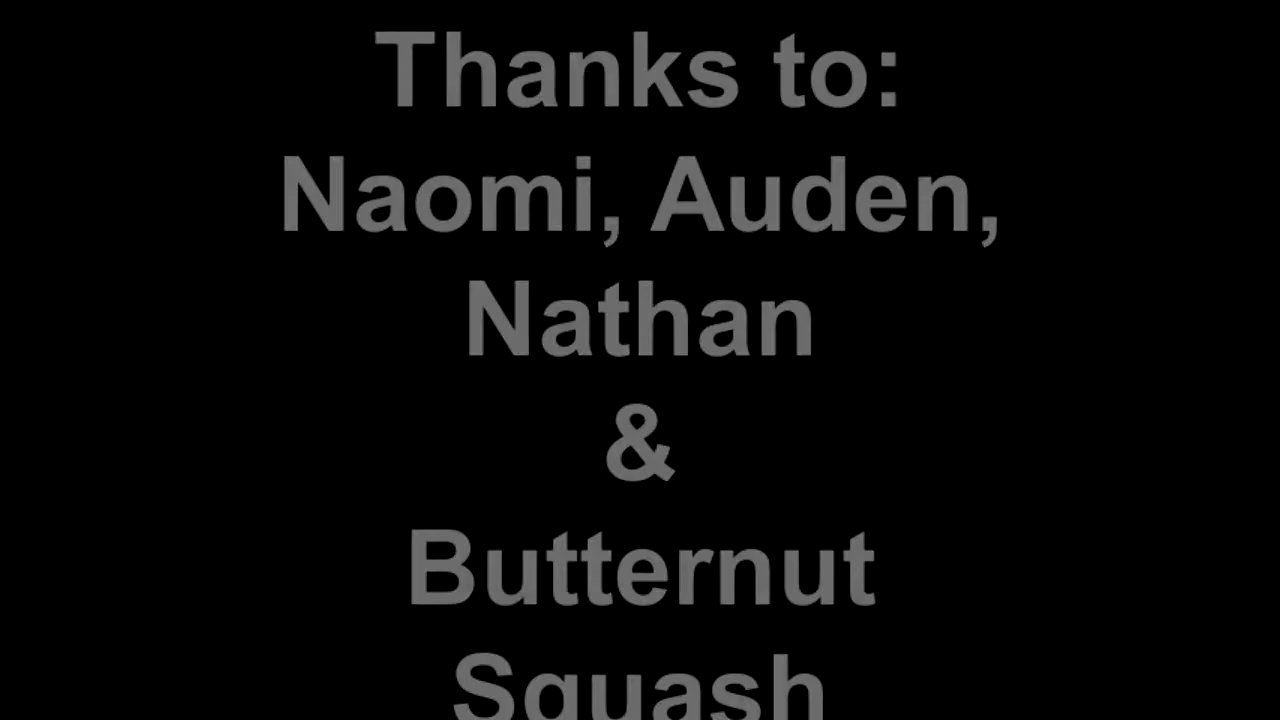 Thanks to:
Naomi, Auden,
Nathan
&
Butternut
Squash